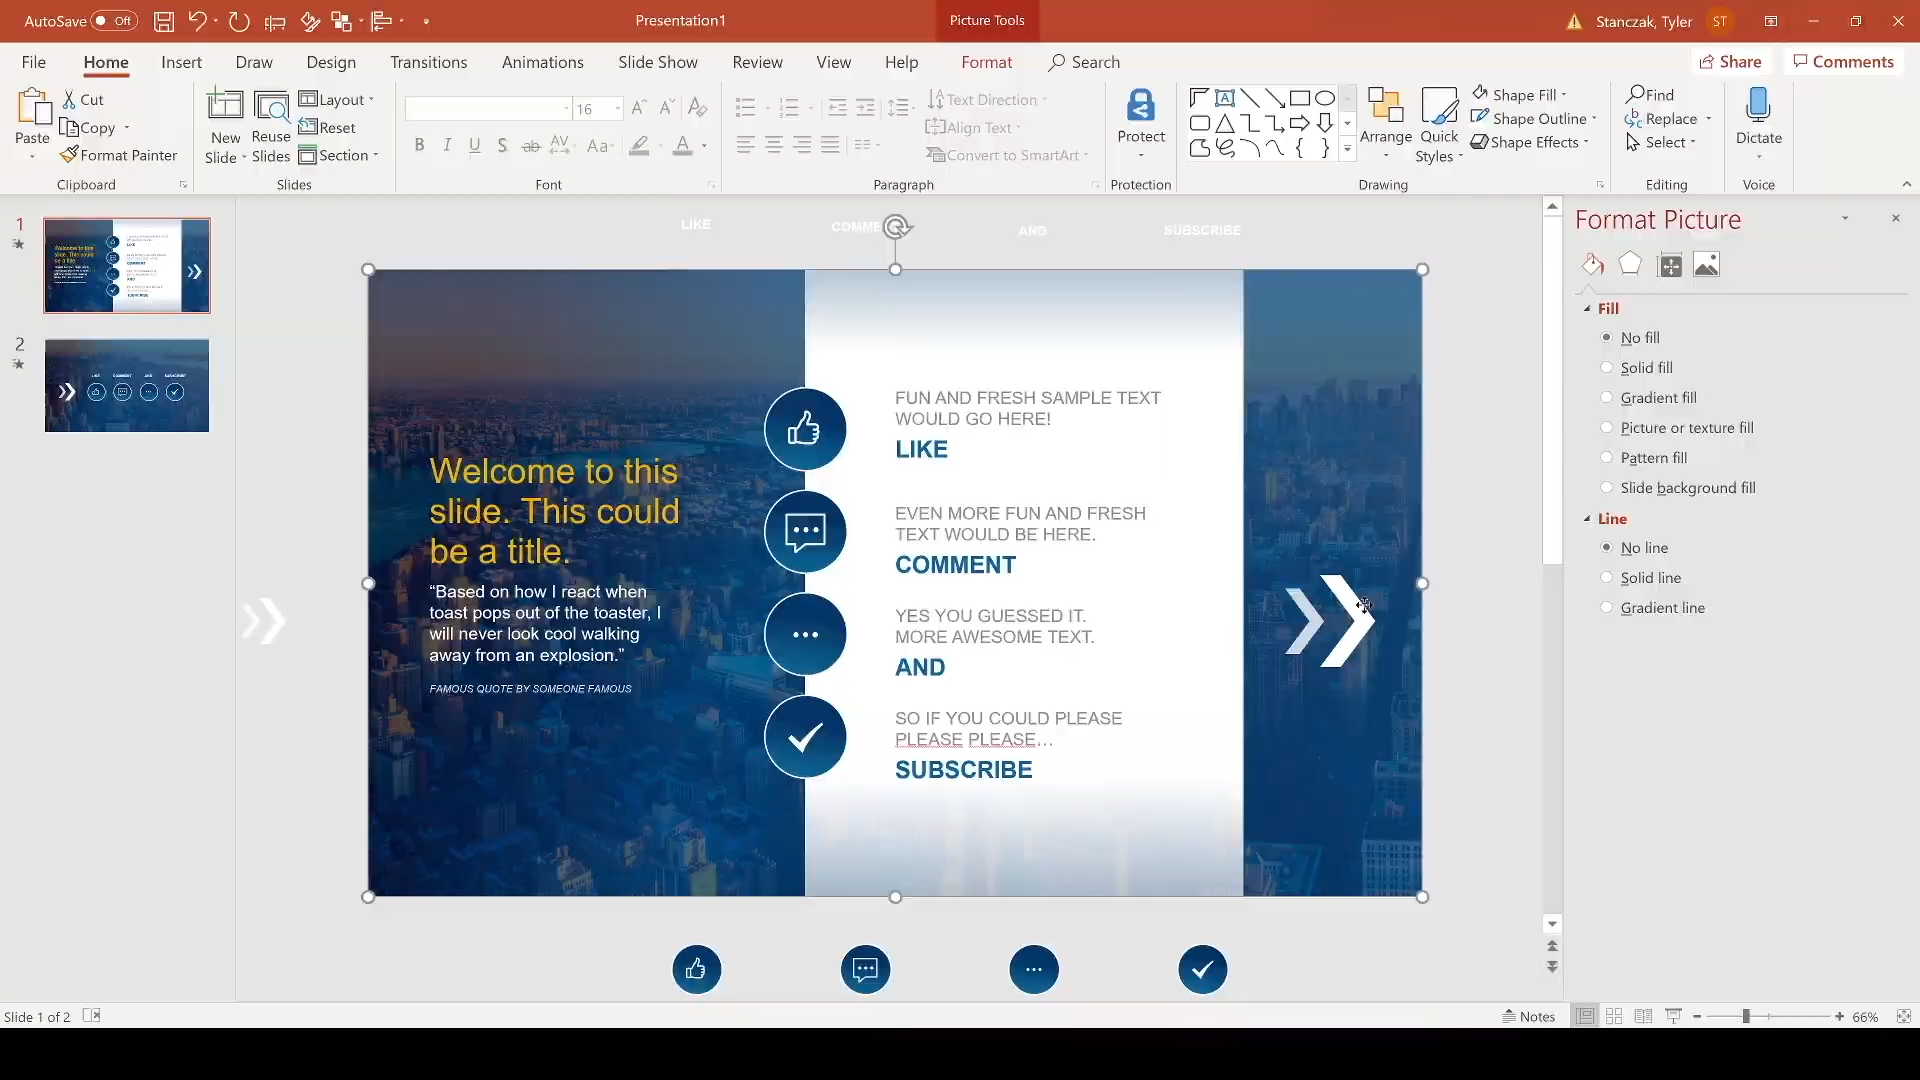 AutoSave Off
Presentation1
Picture Tools
Stanczak, Tyler ST
File Home Insert Draw Design Transitions Animations Slide Show Review View Help Format Search
Share Comments
Paste
Cut
Copy
Format Painter
Clipboard
New Slide
Reuse Slides
Layout
Reset
Section
Slides
16
B I U S ab AV Aa A
Font
Text Direction
Align Text
Convert to SmartArt
Paragraph
Protect
Protection
Arrange
Quick Styles
Shape Fill
Shape Outline
Shape Effects
Drawing
Find
Replace
Select
Editing
Dictate
Voice
1
2
LIKE COMME AND SUBSCRIBE
Welcome to this
slide. This could
be a title.
“Based on how I react when
toast pops out of the toaster, I
will never look cool walking
away from an explosion.”
FAMOUS QUOTE BY SOMEONE FAMOUS
FUN AND FRESH SAMPLE TEXT
WOULD GO HERE!
LIKE
EVEN MORE FUN AND FRESH
TEXT WOULD BE HERE.
COMMENT
YES YOU GUESSED IT.
MORE AWESOME TEXT.
AND
SO IF YOU COULD PLEASE
PLEASE PLEASE…
SUBSCRIBE
Format Picture
Fill
No fill
Solid fill
Gradient fill
Picture or texture fill
Pattern fill
Slide background fill
Line
No line
Solid line
Gradient line
Slide 1 of 2
Notes
66%